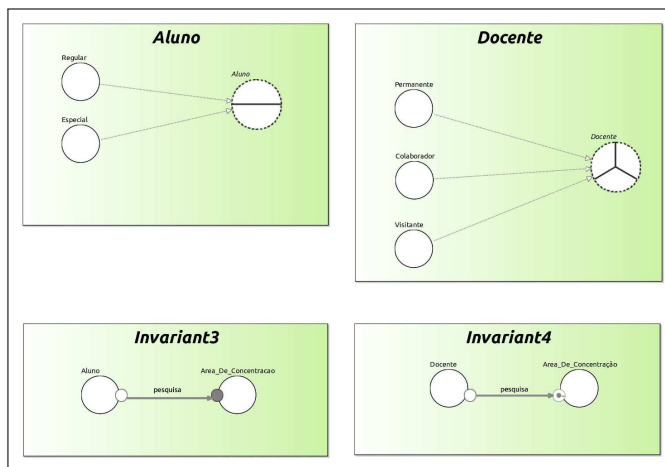 Aluno
Regular
Aluno
Especial
Docente
Permanente
Docente
Colaborador
Visitante
Invariant3
Aluno
Area_De_Concentracao
pesquisa
Invariant4
Docente
Area_De_Concentração
pesquisa